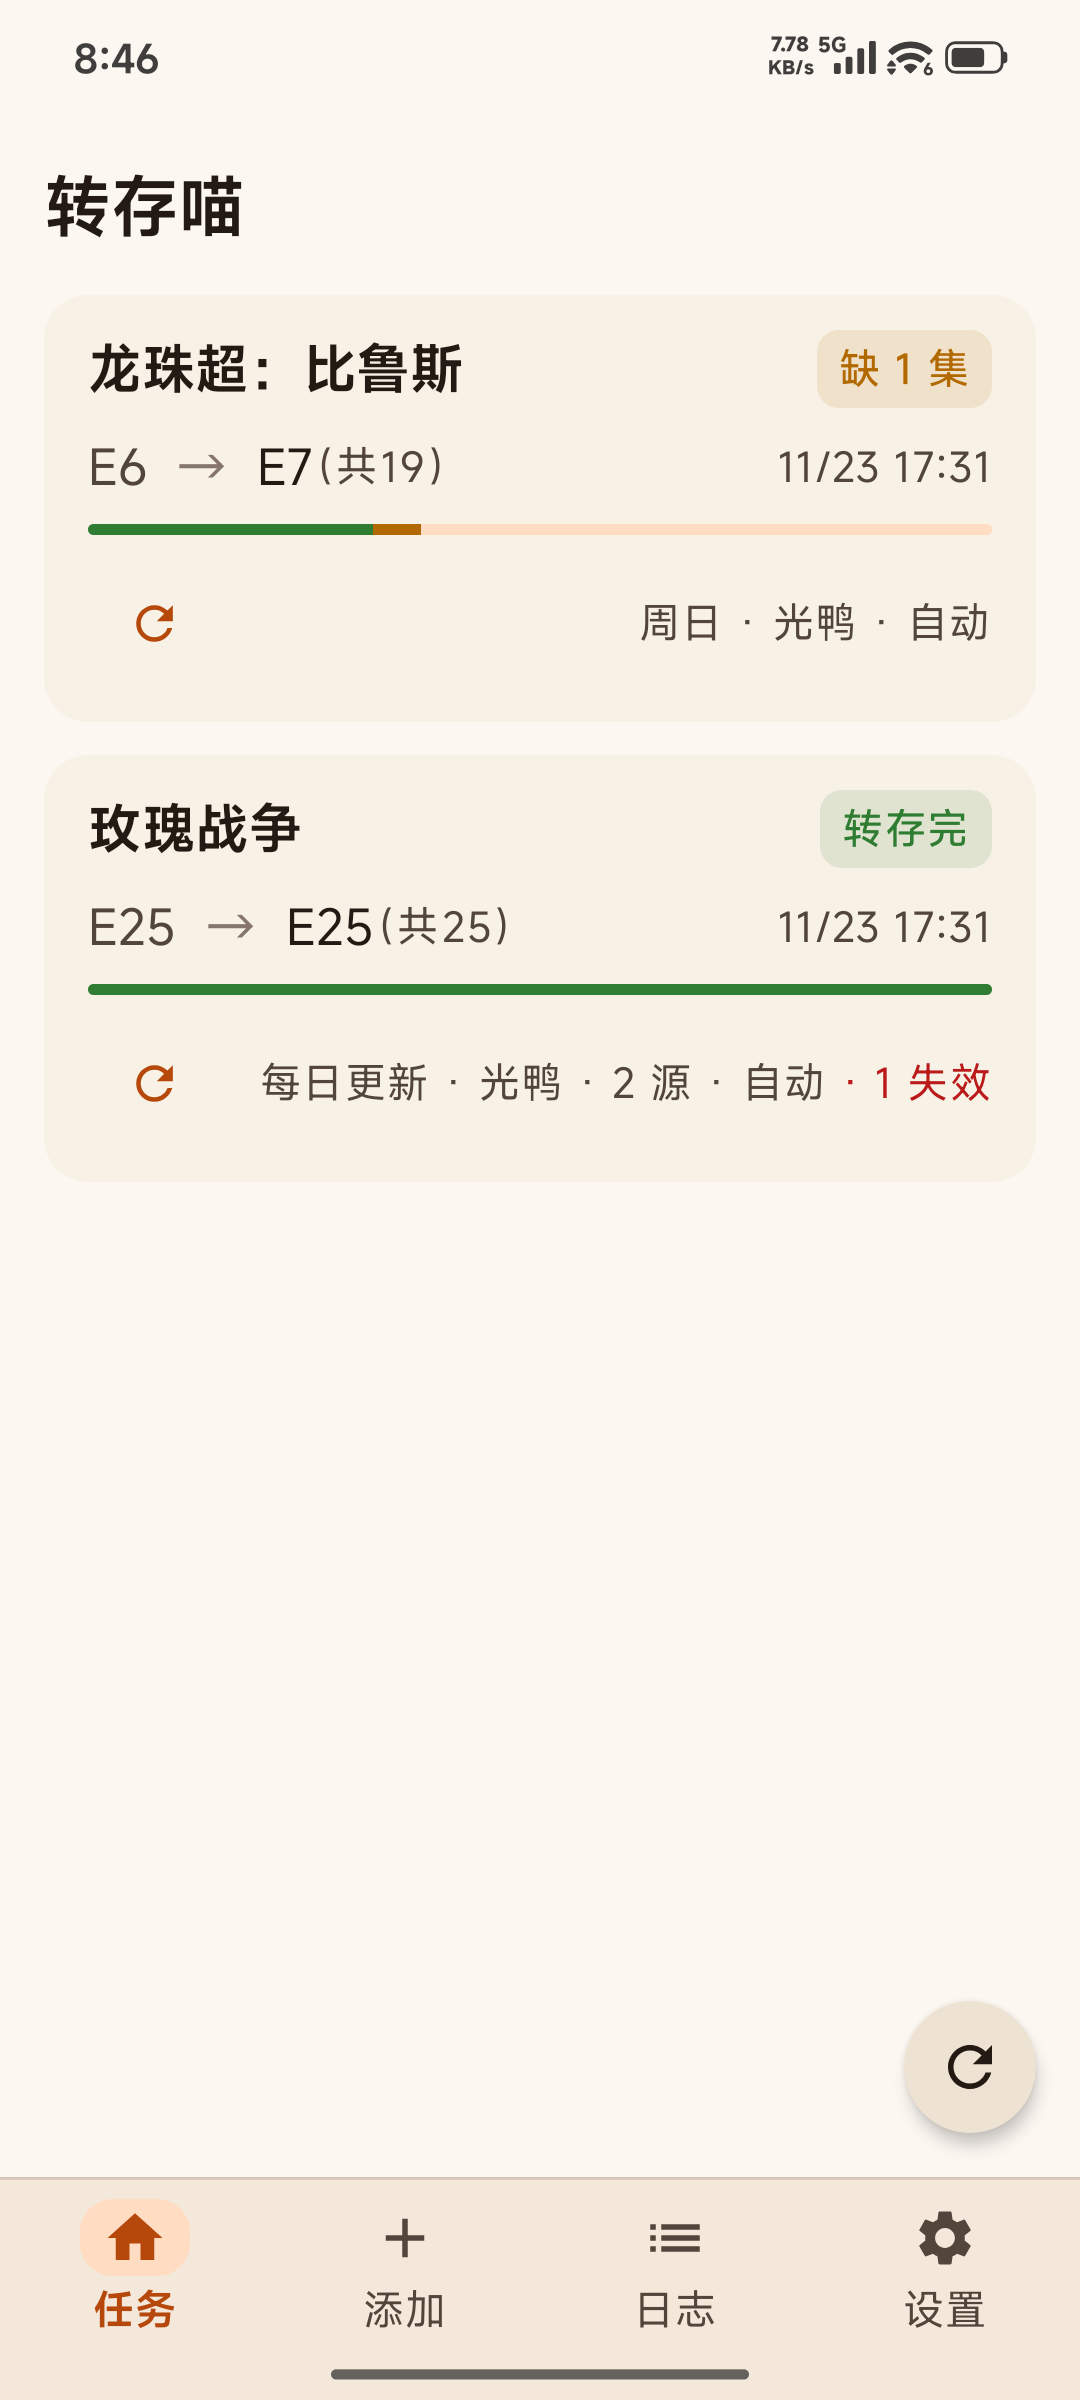 8:46
7.78 KB/s 5G 6
转存喵
龙珠超：比鲁斯
缺 1 集
E6 → E7(共19)
11/23 17:31
周日 · 光鸭 · 自动
玫瑰战争
转存完
E25 → E25(共25)
11/23 17:31
每日更新 · 光鸭 · 2 源 · 自动 · 1 失效
任务
添加
日志
设置